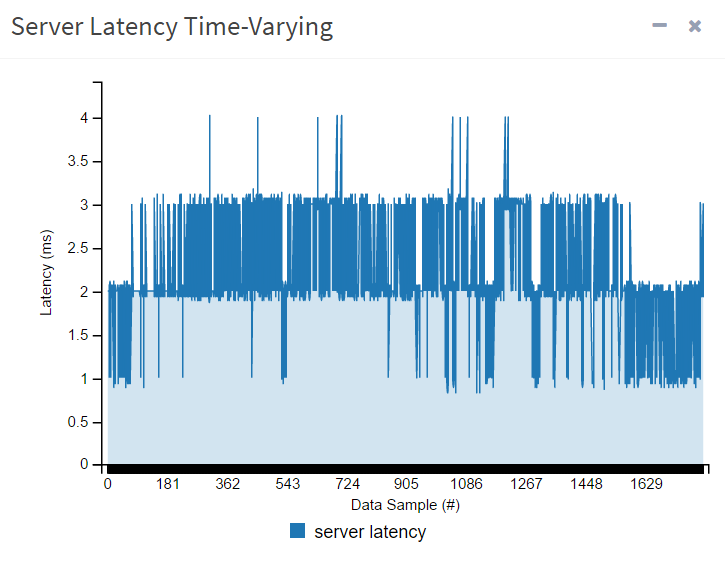 Server Latency Time-Varying
4
3.5
3
2.5
2
1.5
1
0.5
0
Latency (ms)
0 181 362 543 724 905 1086 1267 1448 1629
Data Sample (#)
server latency